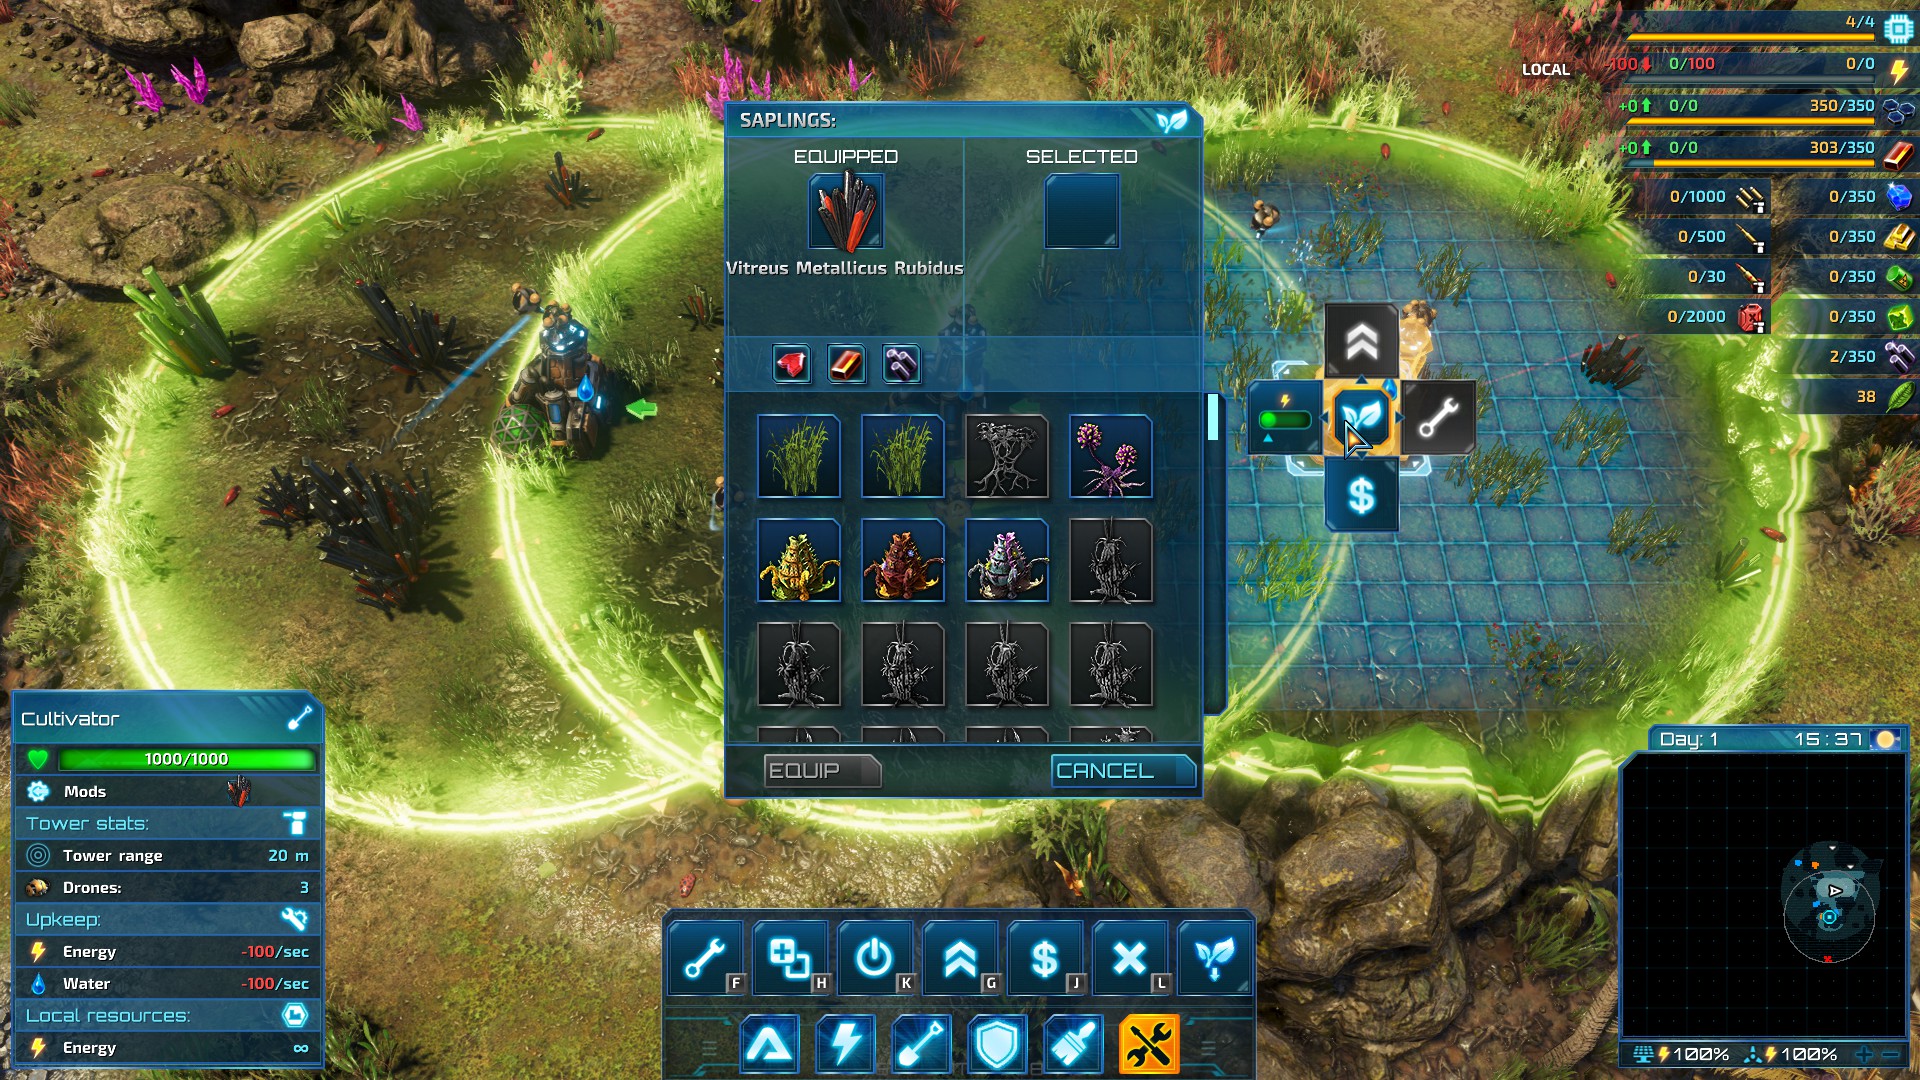 4/4
LOCAL
-100 0/100 0/0
+0 0/0 350/350
+0 0/0 303/350
0/1000 0/350
0/500 0/350
0/30 0/350
0/2000 0/350
2/350
38
SAPLINGS:
EQUIPPED
SELECTED
Vitreus Metallicus Rubidus
$
EQUIP
CANCEL
Cultivator
1000/1000
Mods
Tower stats:
Tower range 20 m
Drones: 3
Upkeep:
Energy -100/sec
Water -100/sec
Local resources:
Energy ∞
F
H
K
G
$ J
L
Day: 1 15:37
100% 100%